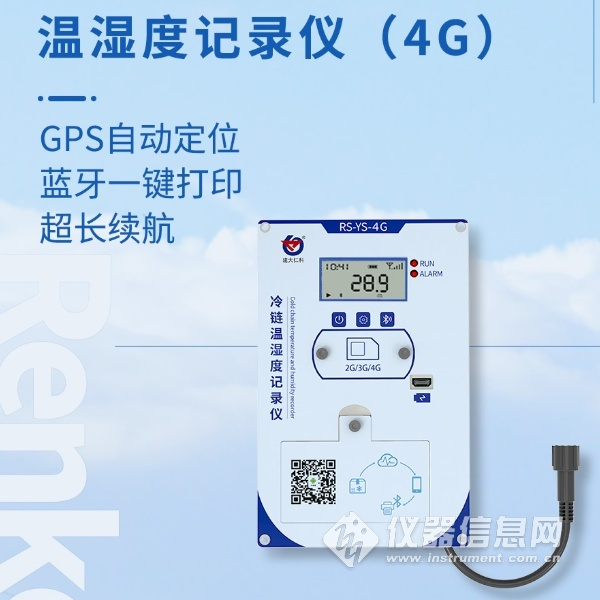 温湿度记录仪（4G）
GPS自动定位
蓝牙一键打印
超长续航
RS-YS-4G
建大仁科
10:41
28.9
RUN
ALARM
冷链温湿度记录仪
Cold chain temperature and humidity recorder
2G/3G/4G
Renke
仪器信息网
www.instrument.com.cn